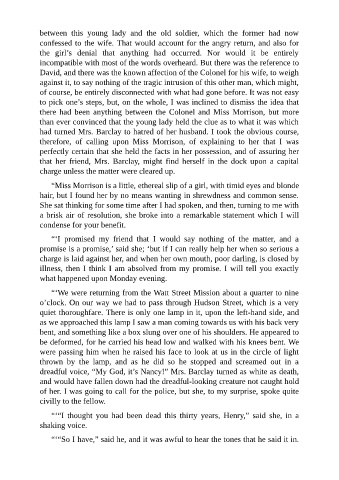 between this young lady and the old soldier, which the former had now
confessed to the wife. That would account for the angry return, and also for
the girl's denial that anything had occurred. Nor would it be entirely
incompatible with most of the words overheard. But there was the reference to
David, and there was the known affection of the Colonel for his wife, to weigh
against it, to say nothing of the tragic intrusion of this other man, which might,
of course, be entirely disconnected with what had gone before. It was not easy
to pick one's steps, but, on the whole, I was inclined to dismiss the idea that
there had been anything between the Colonel and Miss Morrison, but more
than ever convinced that the young lady held the clue as to what it was which
had turned Mrs. Barclay to hatred of her husband. I took the obvious course,
therefore, of calling upon Miss Morrison, of explaining to her that I was
perfectly certain that she held the facts in her possession, and of assuring her
that her friend, Mrs. Barclay, might find herself in the dock upon a capital
charge unless the matter were cleared up.
“Miss Morrison is a little, ethereal slip of a girl, with timid eyes and blonde
hair, but I found her by no means wanting in shrewdness and common sense.
She sat thinking for some time after I had spoken, and then, turning to me with
a brisk air of resolution, she broke into a remarkable statement which I will
condense for your benefit.
“‘I promised my friend that I would say nothing of the matter, and a
promise is a promise,’ said she; ‘but if I can really help her when so serious a
charge is laid against her, and when her own mouth, poor darling, is closed by
illness, then I think I am absolved from my promise. I will tell you exactly
what happened upon Monday evening.
“‘We were returning from the Watt Street Mission about a quarter to nine
o'clock. On our way we had to pass through Hudson Street, which is a very
quiet thoroughfare. There is only one lamp in it, upon the left-hand side, and
as we approached this lamp I saw a man coming towards us with his back very
bent, and something like a box slung over one of his shoulders. He appeared to
be deformed, for he carried his head low and walked with his knees bent. We
were passing him when he raised his face to look at us in the circle of light
thrown by the lamp, and as he did so he stopped and screamed out in a
dreadful voice, “My God, it's Nancy!” Mrs. Barclay turned as white as death,
and would have fallen down had the dreadful-looking creature not caught hold
of her. I was going to call for the police, but she, to my surprise, spoke quite
civilly to the fellow.
“‘“I thought you had been dead this thirty years, Henry,” said she, in a
shaking voice.
“‘“So I have,” said he, and it was awful to hear the tones that he said it in.